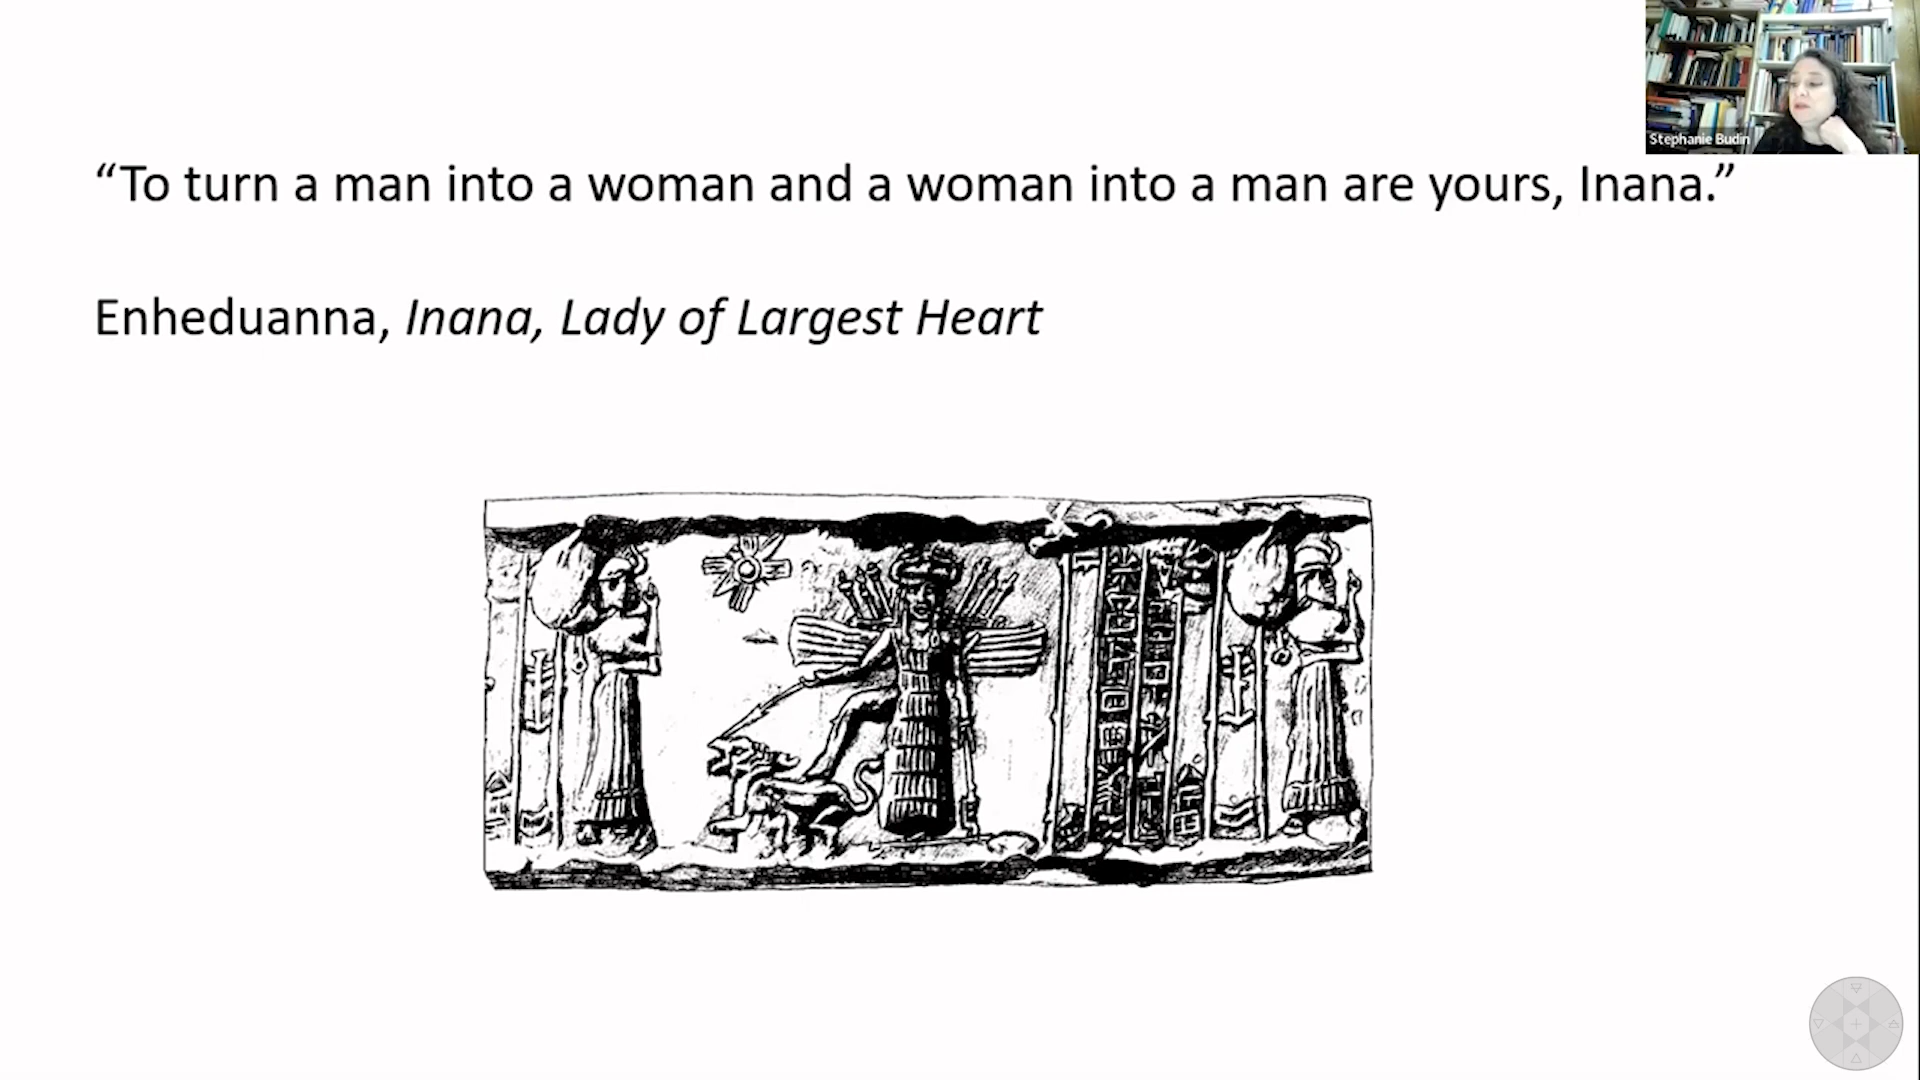 Stephanie Budin
“To turn a man into a woman and a woman into a man are yours, Inana.”
Enheduanna, Inana, Lady of Largest Heart